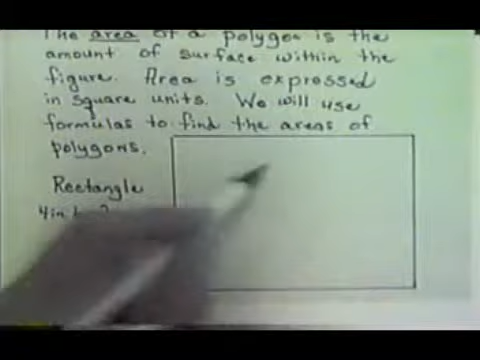 The area of a polygon is the
amount of surface within the
figure. Area is expressed
in square units. We will use
formulas to find the areas of
polygons.
Rectangle
4in